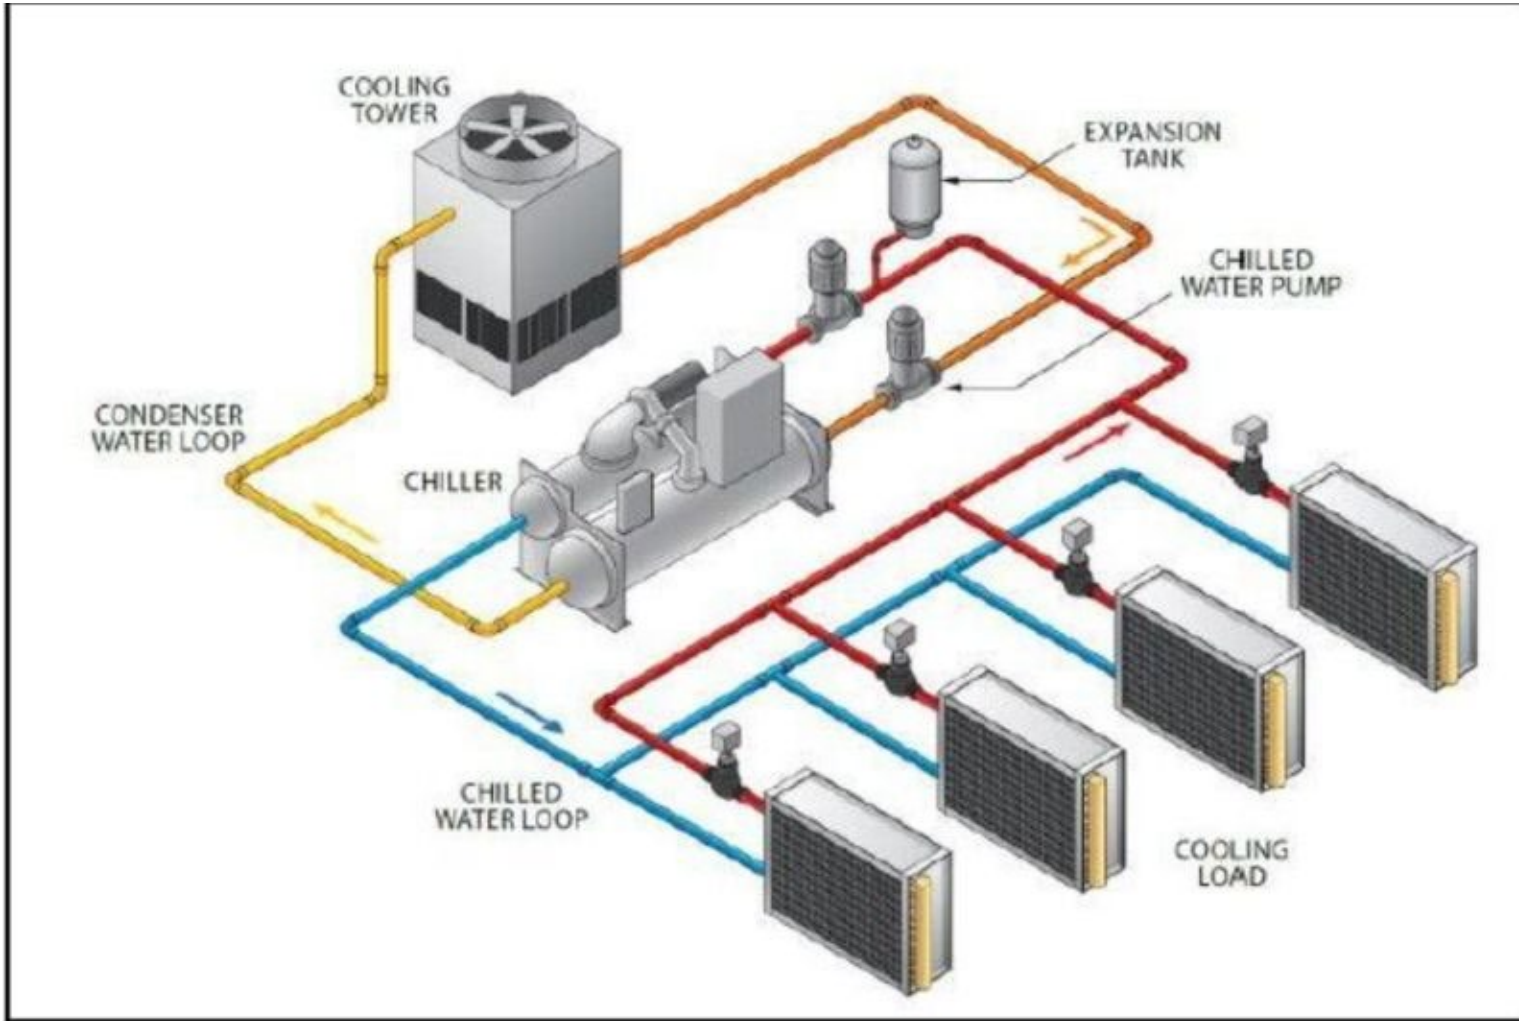 COOLING
TOWER
EXPANSION
TANK
CHILLED
WATER PUMP
CONDENSER
WATER LOOP
CHILLER
CHILLED
WATER LOOP
COOLING
LOAD